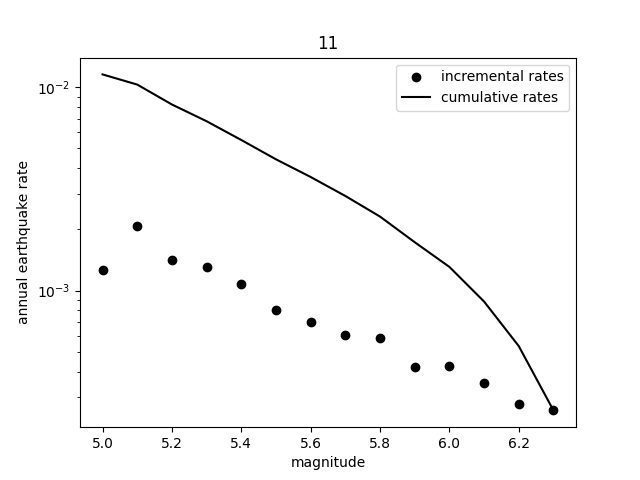 11
incremental rates
cumulative rates
annual earthquake rate
10^{-2}
10^{-3}
5.0 5.2 5.4 5.6 5.8 6.0 6.2
magnitude